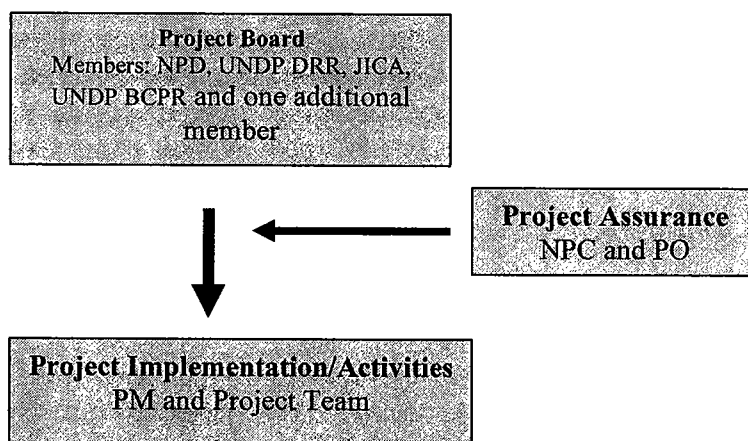 Project Board
Members: NPD, UNDP DRR, JICA,
UNDP BCPR and one additional
member
Project Assurance
NPC and PO
Project Implementation/Activities
PM and Project Team